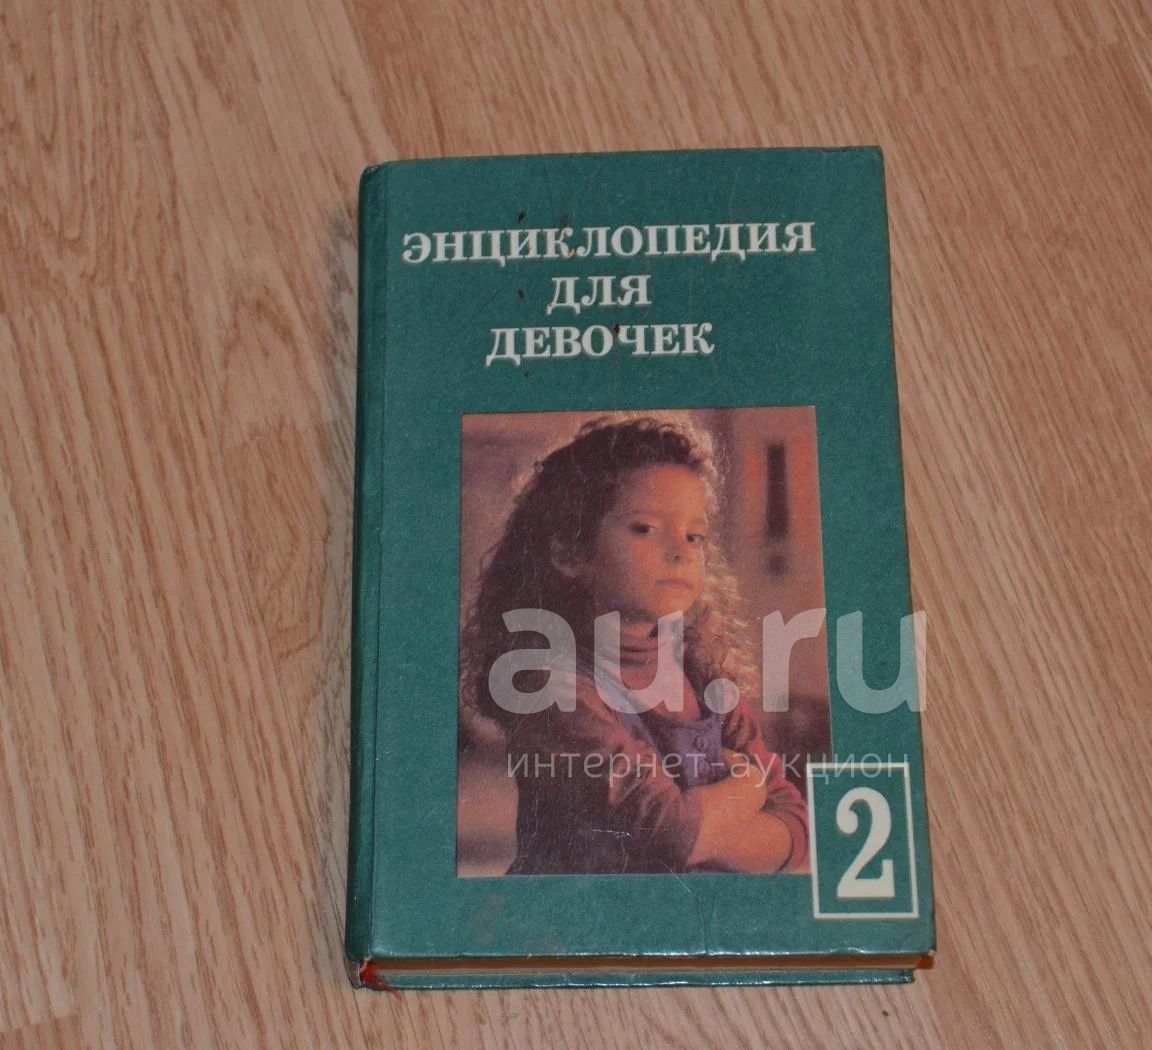 ЭНЦИКЛОПЕДИЯ
ДЛЯ
ДЕВОЧЕК
au.ru
интернет-аукцион
2